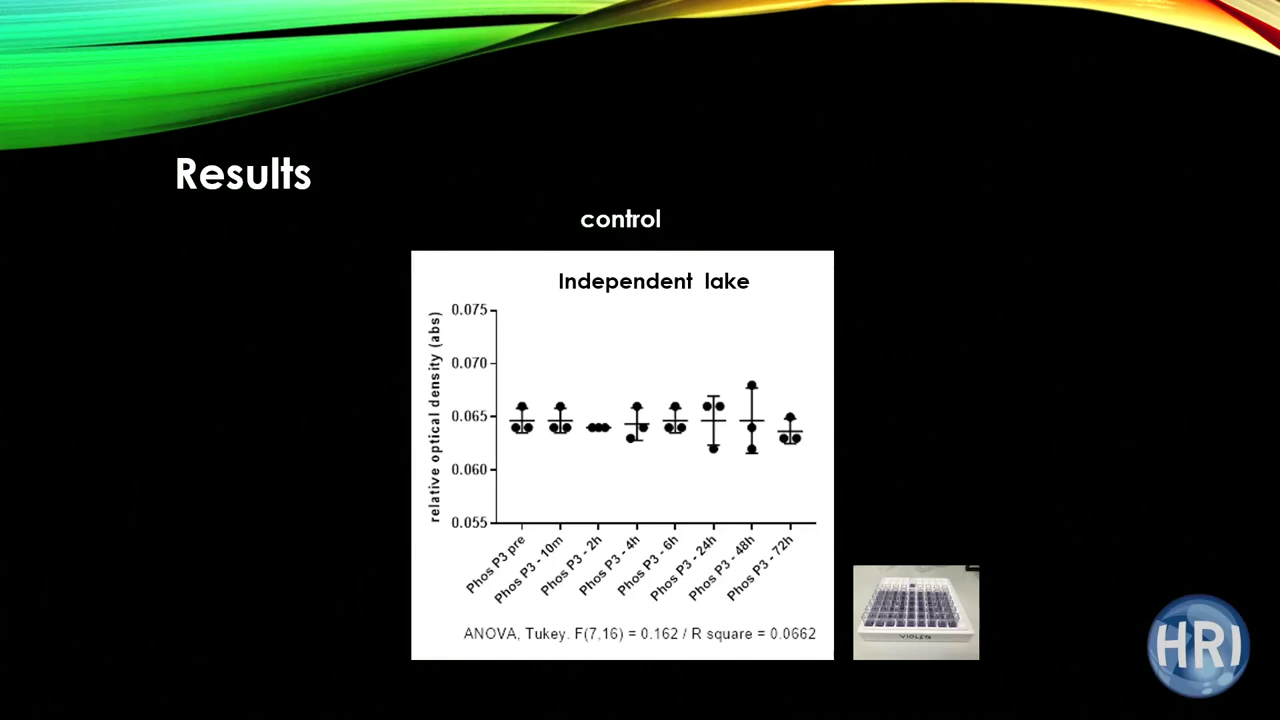 Results
control
Independent lake
relative optical density (abs)
0.075
0.070
0.065
0.060
0.055
Phos P3 pre
Phos P3 - 10m
Phos P3 - 2h
Phos P3 - 4h
Phos P3 - 6h
Phos P3 - 24h
Phos P3 - 48h
Phos P3 - 72h
ANOVA, Tukey. F(7,16) = 0.162 / R square = 0.0662
HRI